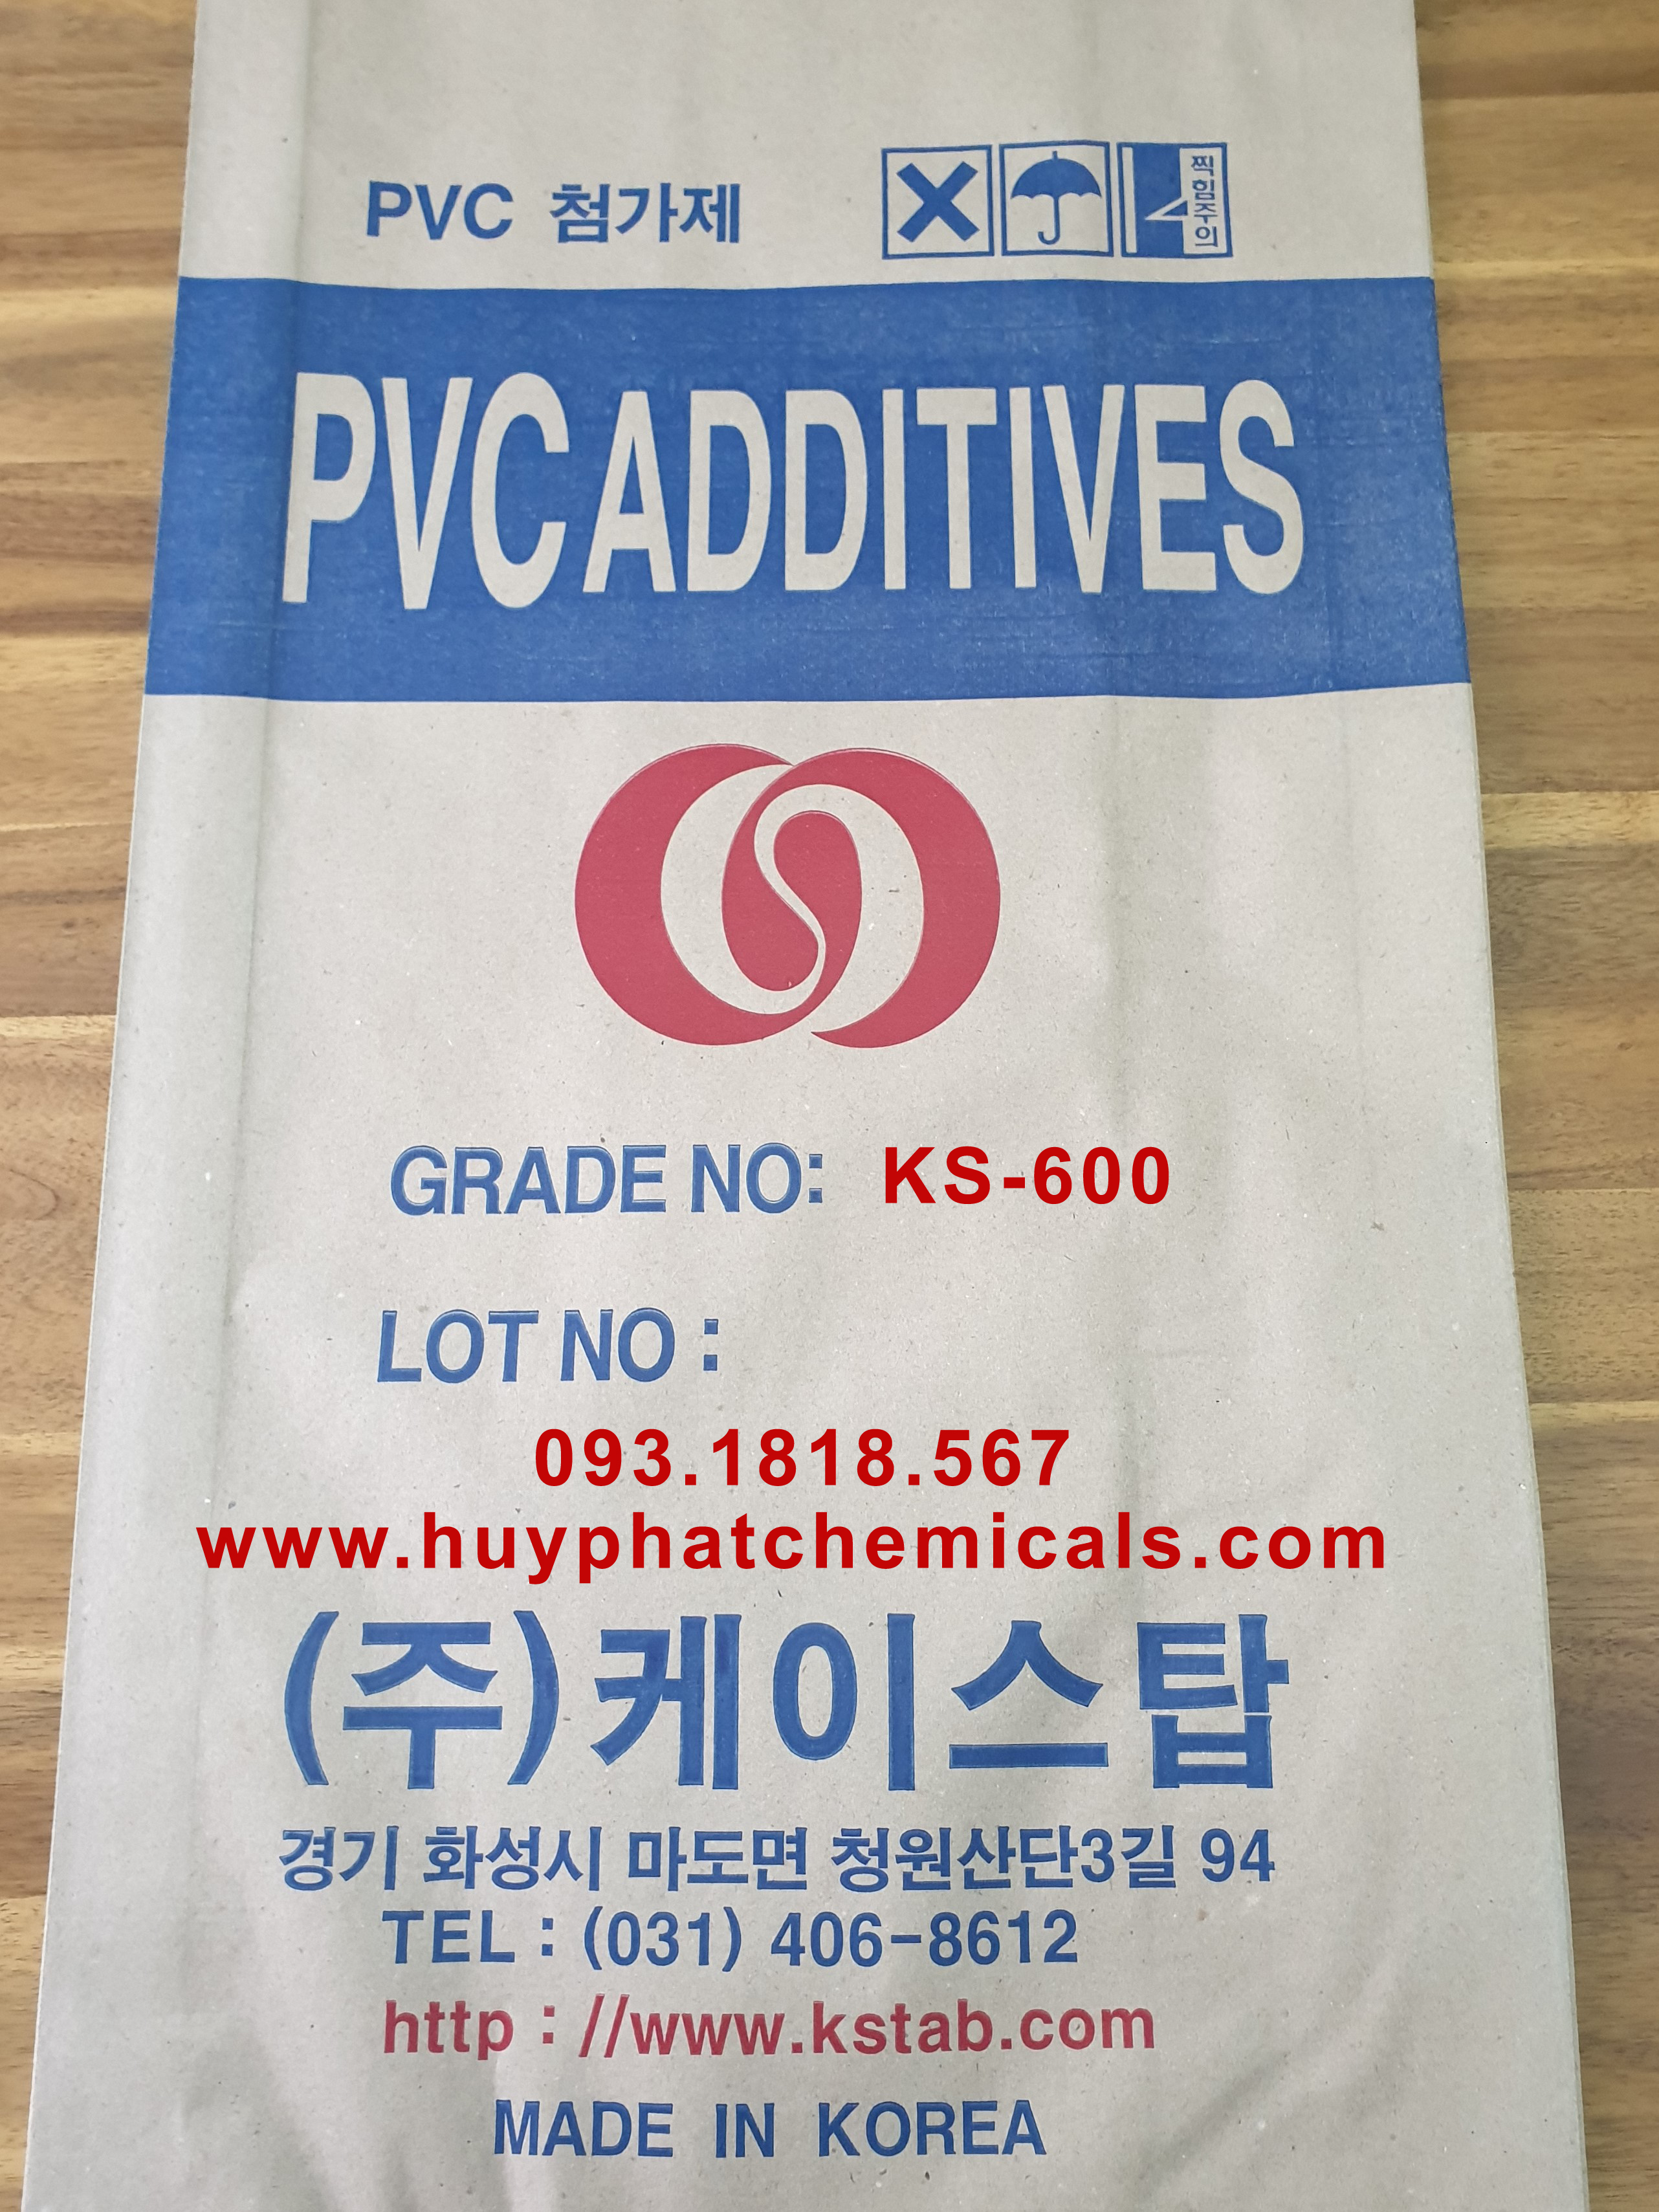 PVC 첨가제
찍힘주의
PVC ADDITIVES
GRADE NO: KS-600
LOT NO :
093.1818.567
www.huyphatchemicals.com
(주)케이스탑
경기 화성시 마도면 청원산단3길 94
TEL : (031) 406-8612
http : //www.kstab.com
MADE IN KOREA